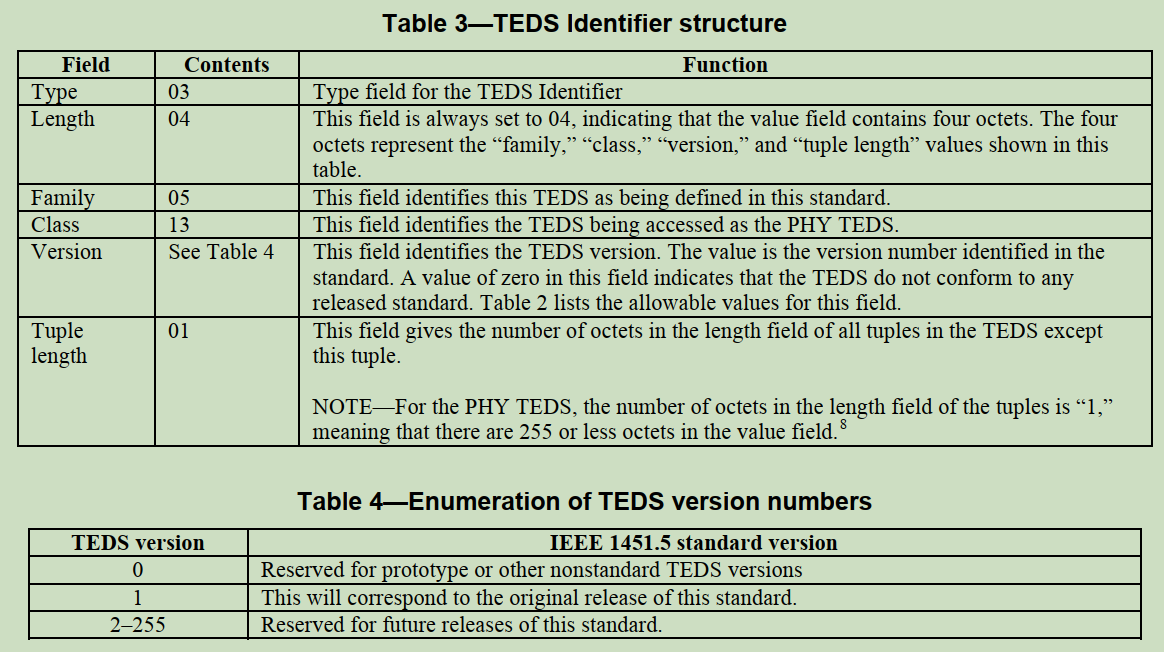 Table 3—TEDS Identifier structure
Field Contents Function
Type 03 Type field for the TEDS Identifier
Length 04 This field is always set to 04, indicating that the value field contains four octets. The four
octets represent the “family,” “class,” “version,” and “tuple length” values shown in this
table.
Family 05 This field identifies this TEDS as being defined in this standard.
Class 13 This field identifies the TEDS being accessed as the PHY TEDS.
Version See Table 4 This field identifies the TEDS version. The value is the version number identified in the
standard. A value of zero in this field indicates that the TEDS do not conform to any
released standard. Table 2 lists the allowable values for this field.
Tuple 01 This field gives the number of octets in the length field of all tuples in the TEDS except
length this tuple.
NOTE—For the PHY TEDS, the number of octets in the length field of the tuples is “1,”
meaning that there are 255 or less octets in the value field.8
Table 4—Enumeration of TEDS version numbers
TEDS version IEEE 1451.5 standard version
0 Reserved for prototype or other nonstandard TEDS versions
1 This will correspond to the original release of this standard.
2–255 Reserved for future releases of this standard.